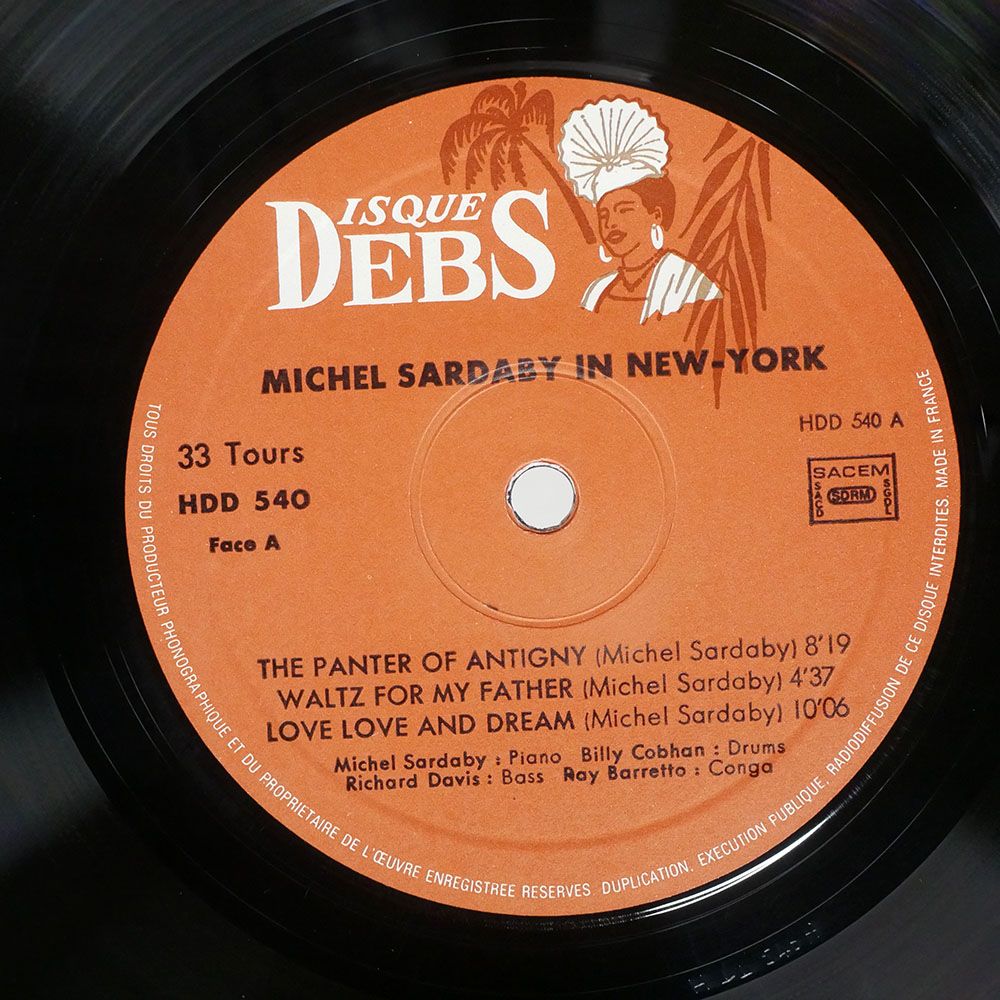 DISQUE
DEBS
MICHEL SARDABY IN NEW-YORK
HDD 540 A
33 Tours
HDD 540
Face A
SACEM
SACD SDRM SGDL
THE PANTER OF ANTIGNY (Michel Sardaby) 8'19
WALTZ FOR MY FATHER (Michel Sardaby) 4'37
LOVE LOVE AND DREAM (Michel Sardaby) 10'06
Michel Sardaby : Piano Billy Cobhan : Drums
Richard Davis : Bass Ray Barretto : Conga
TOUS DROITS DU PRODUCTEUR PHONOGRAPHIQUE ET DU PROPRIETAIRE DE L'ŒUVRE ENREGISTREE RESERVES DUPLICATION. EXECUTION PUBLIQUE. RADIODIFFUSION DE CE DISQUE INTERDITES. MADE IN FRANCE